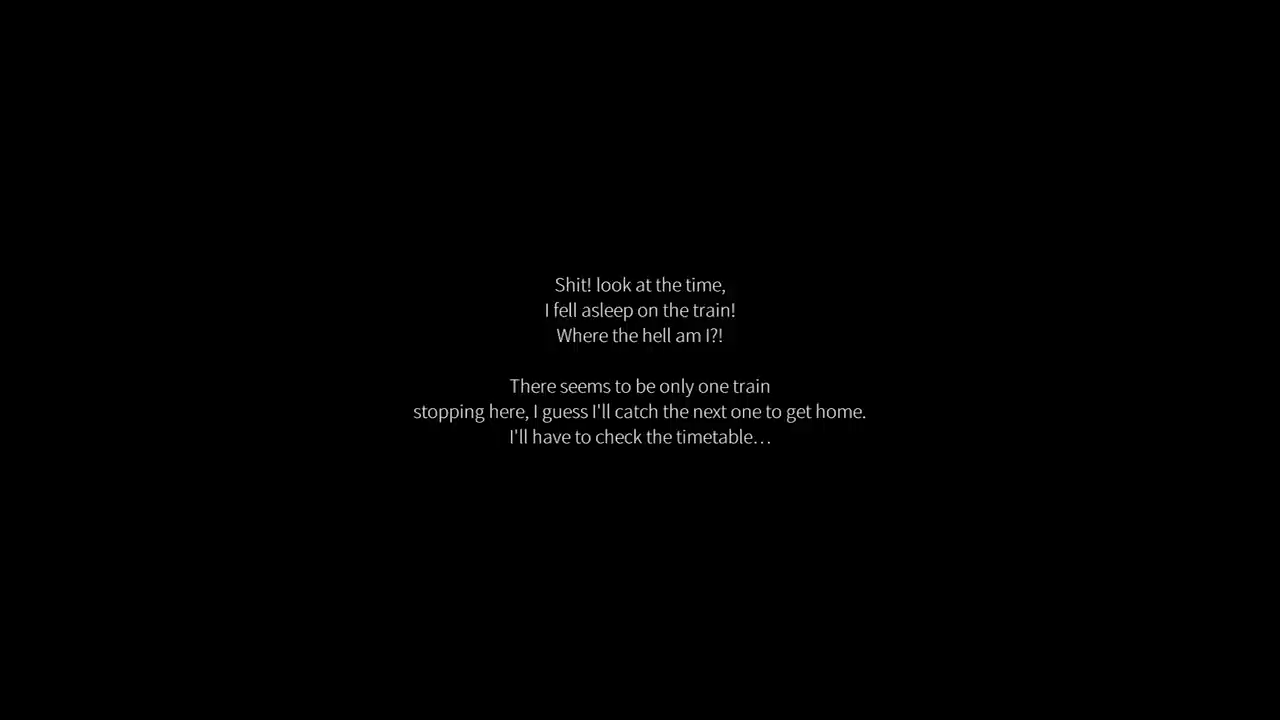 Shit! look at the time,
I fell asleep on the train!
Where the hell am I?!
There seems to be only one train
stopping here, I guess I'll catch the next one to get home.
I'll have to check the timetable…